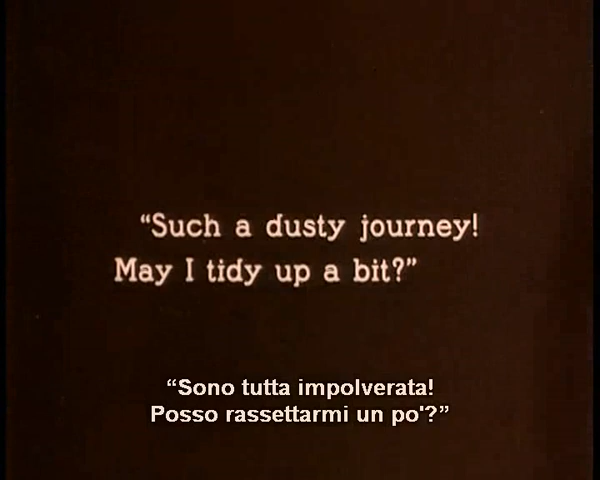 “Such a dusty journey!
May I tidy up a bit?”
“Sono tutta impolverata!
Posso rassettarmi un po'?”